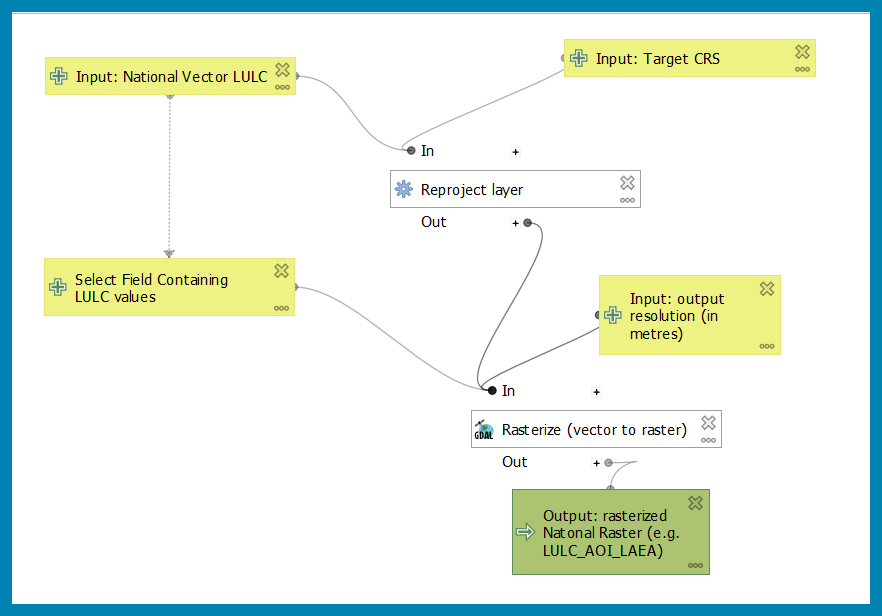 Input: National Vector LULC
Input: Target CRS
In
+
Reproject layer
Out
+
Select Field Containing
LULC values
Input: output
resolution (in
metres)
In
+
GDAL
Rasterize (vector to raster)
Out
+
Output: rasterized
Natonal Raster (e.g.
LULC_AOI_LAEA)